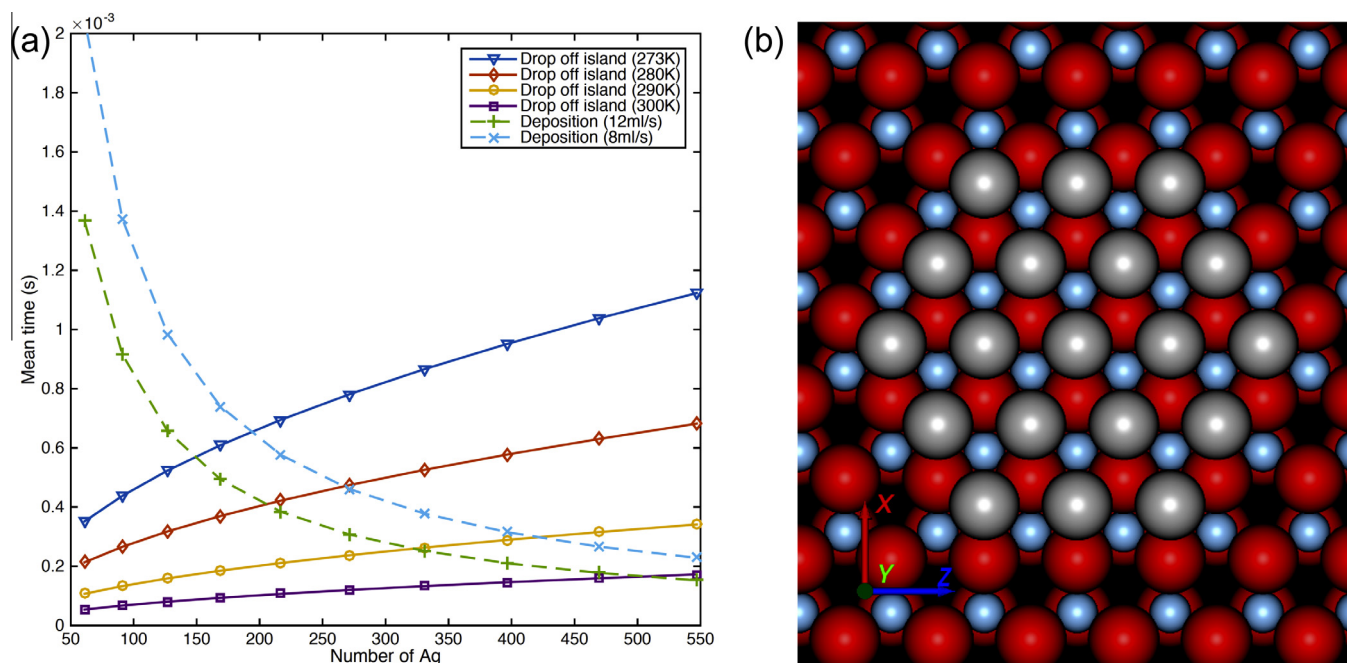 (a)
×10⁻³
2
1.8
1.6
1.4
1.2
1
0.8
0.6
0.4
0.2
0
Mean time (s)
50 100 150 200 250 300 350 400 450 500 550
Number of Ag
Drop off island (273K)
Drop off island (280K)
Drop off island (290K)
Drop off island (300K)
Deposition (12ml/s)
Deposition (8ml/s)
(b)
X
Y
Z